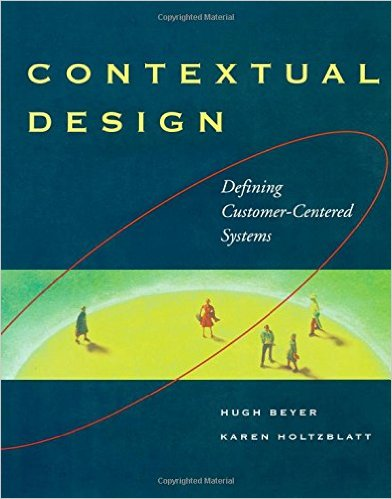 Copyrighted Material
CONTEXTUAL
DESIGN
Defining
Customer-Centered
Systems
HUGH BEYER
KAREN HOLTZBLATT
Copyrighted Material